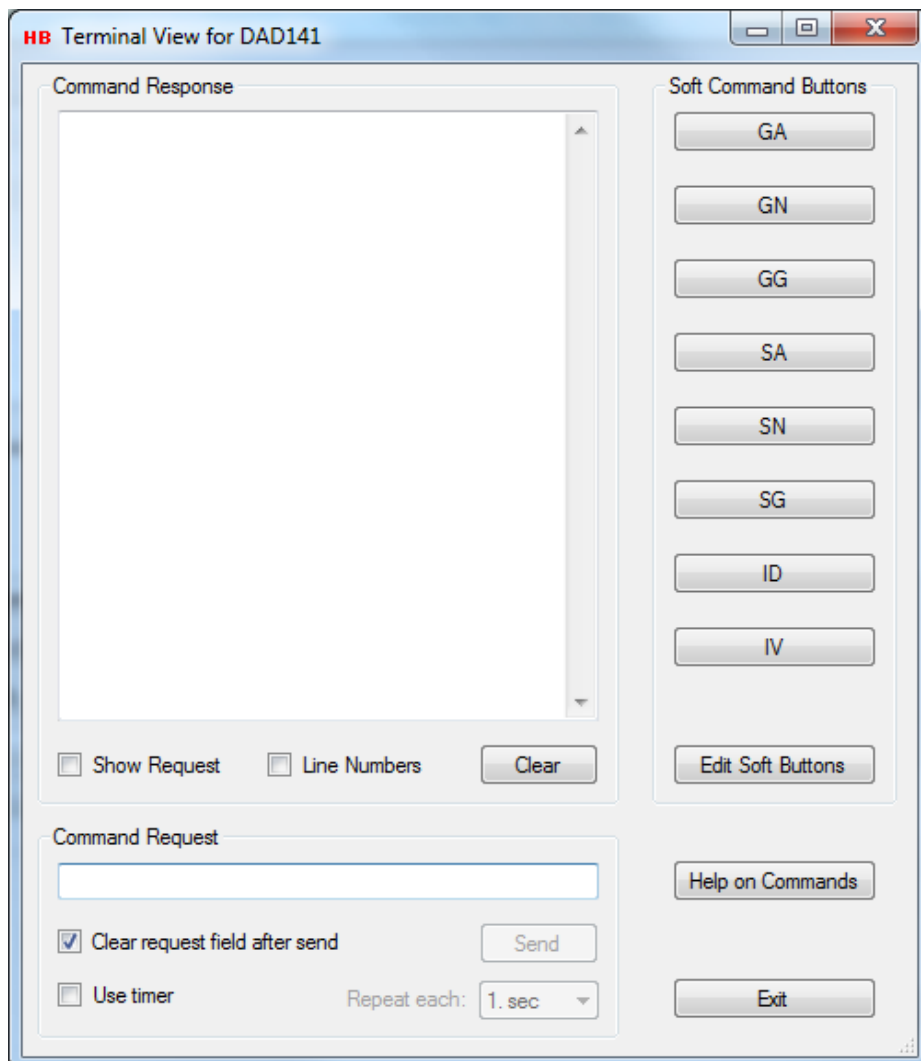 HB Terminal View for DAD141
Command Response
Soft Command Buttons
GA
GN
GG
SA
SN
SG
ID
IV
Show Request
Line Numbers
Clear
Edit Soft Buttons
Command Request
Help on Commands
Clear request field after send
Send
Use timer
Repeat each:
1. sec
Exit